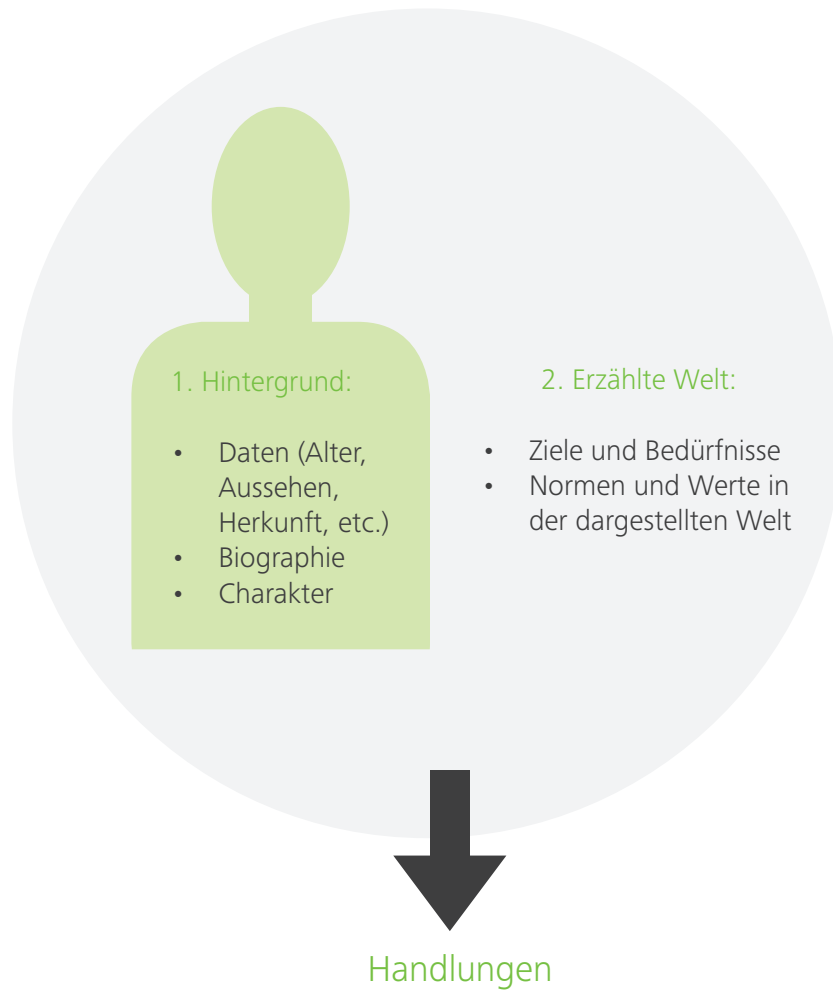 1. Hintergrund:
• Daten (Alter,
Aussehen,
Herkunft, etc.)
• Biographie
• Charakter
2. Erzählte Welt:
• Ziele und Bedürfnisse
• Normen und Werte in
der dargestellten Welt
Handlungen